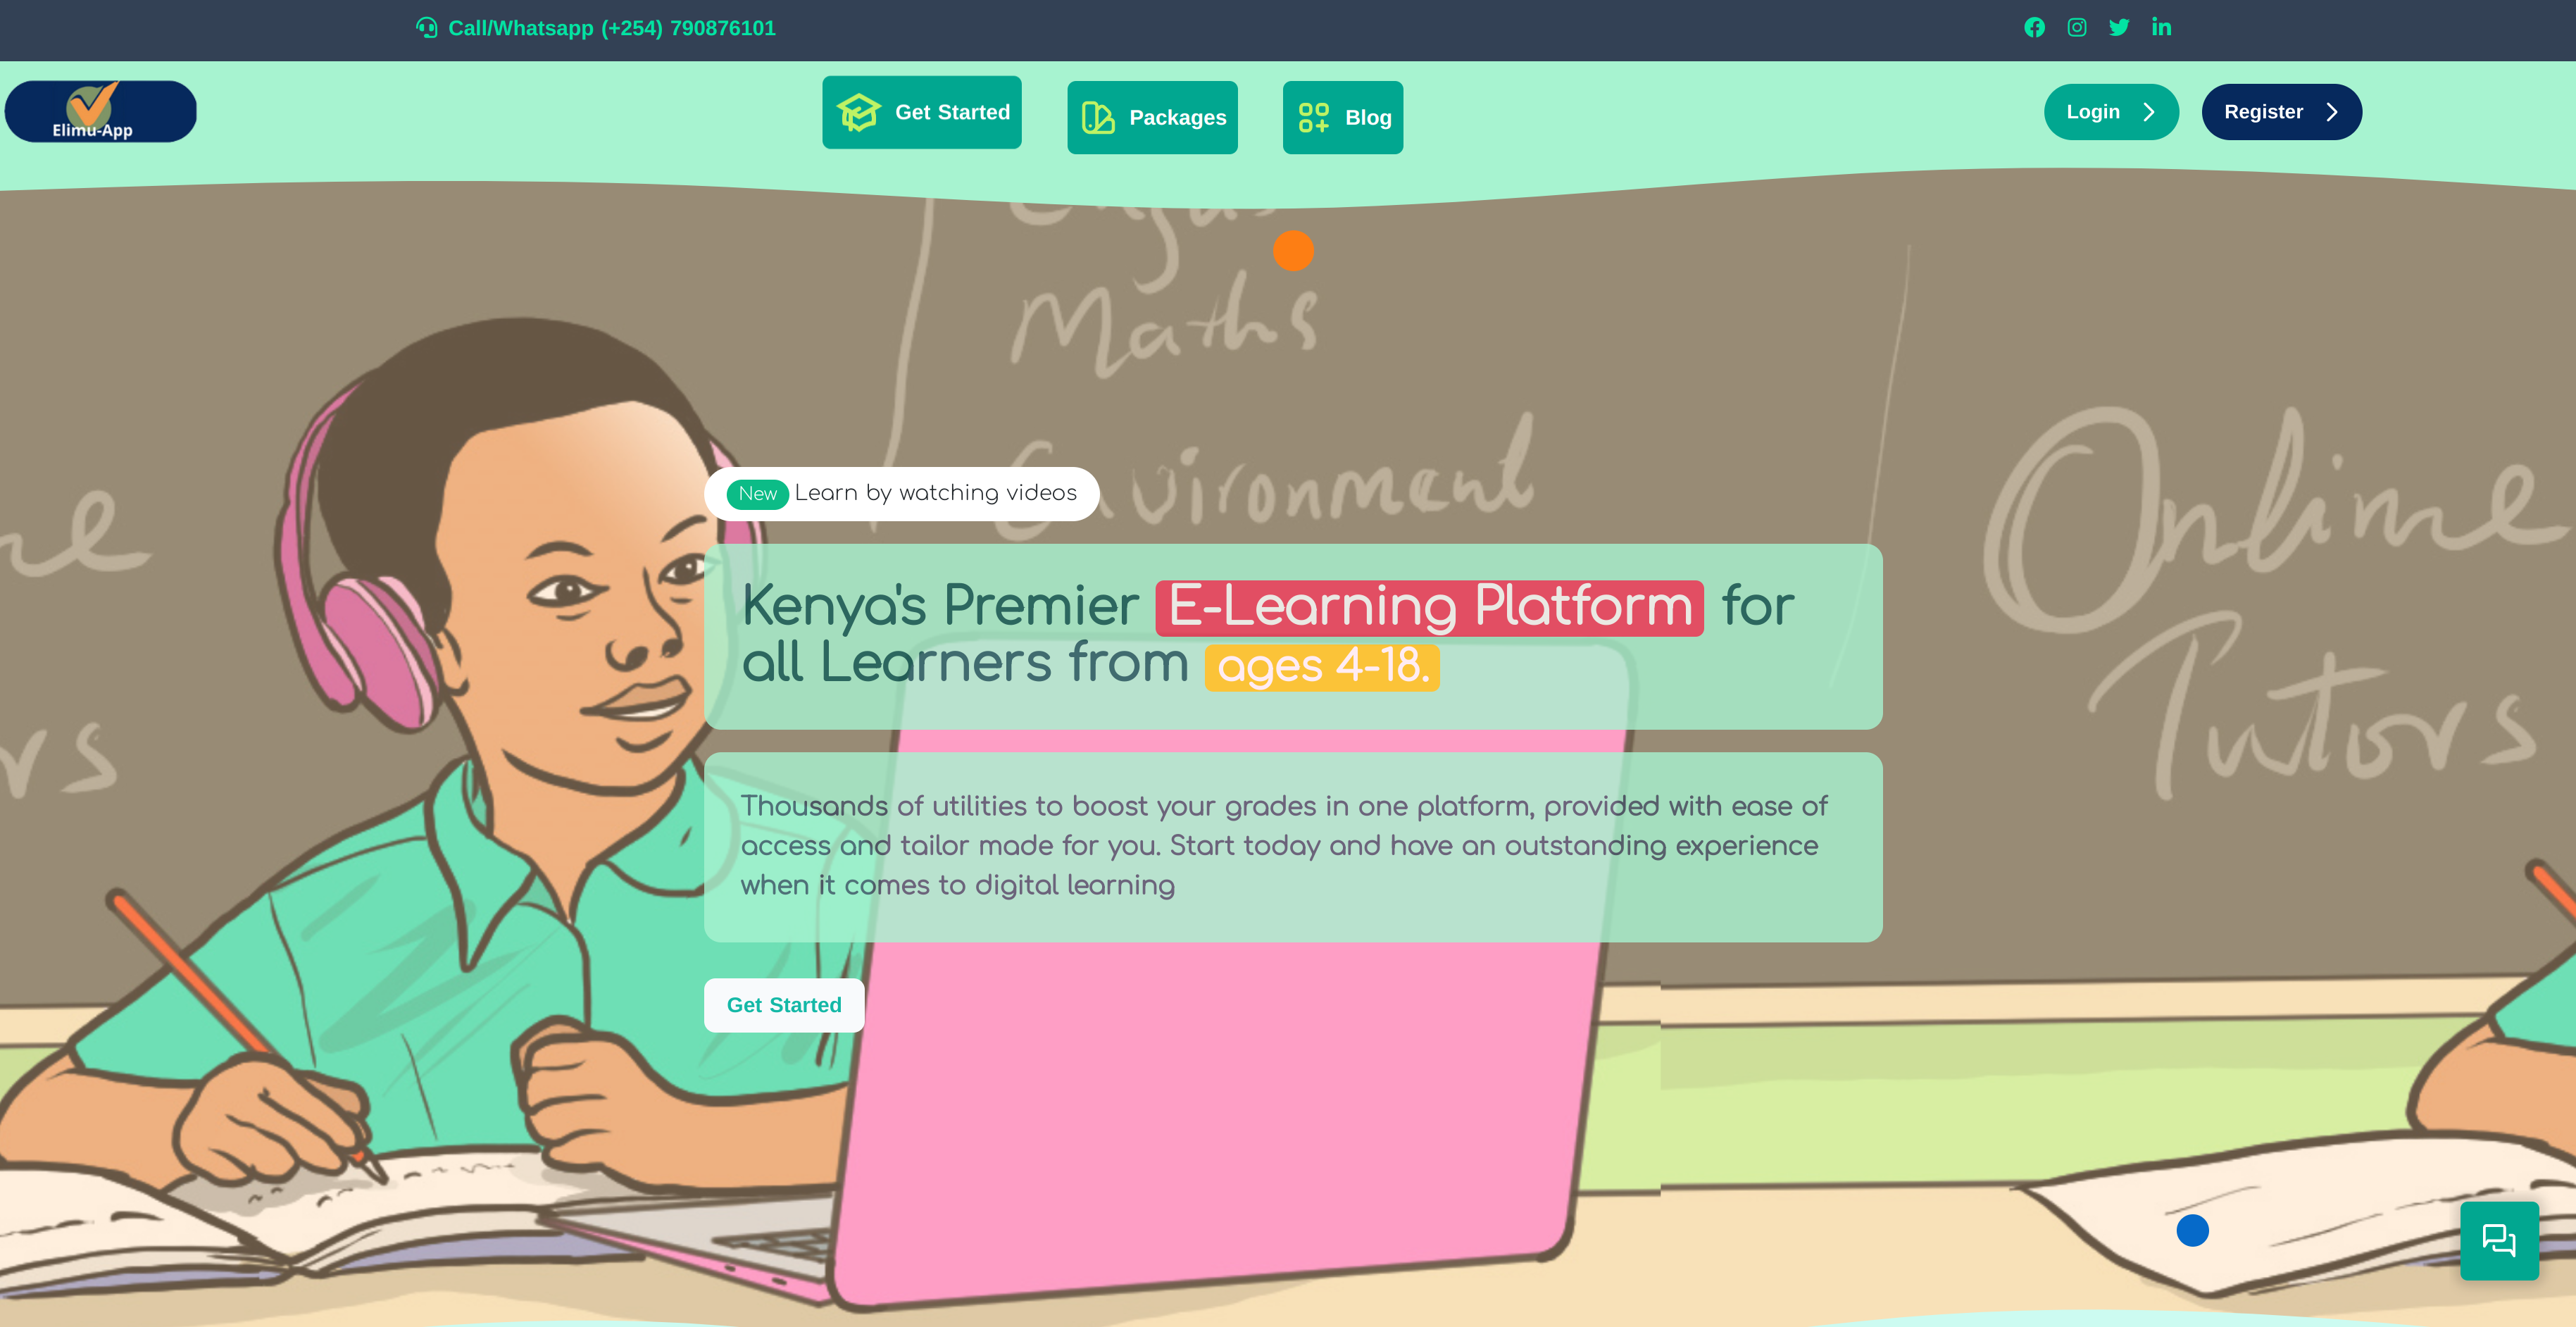 Call/Whatsapp (+254) 790876101
Elimu-App
Get Started
Packages
Blog
Login
Register
Maths
Environment
Online
Tutors
New Learn by watching videos
Kenya's Premier E-Learning Platform for
all Learners from ages 4-18.
Thousands of utilities to boost your grades in one platform, provided with ease of
access and tailor made for you. Start today and have an outstanding experience
when it comes to digital learning
Get Started